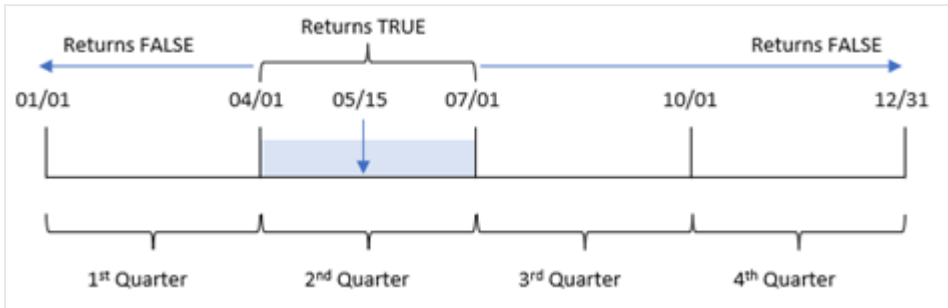 Returns TRUE
Returns FALSE Returns FALSE
01/01 04/01 05/15 07/01 10/01 12/31
1st Quarter 2nd Quarter 3rd Quarter 4th Quarter